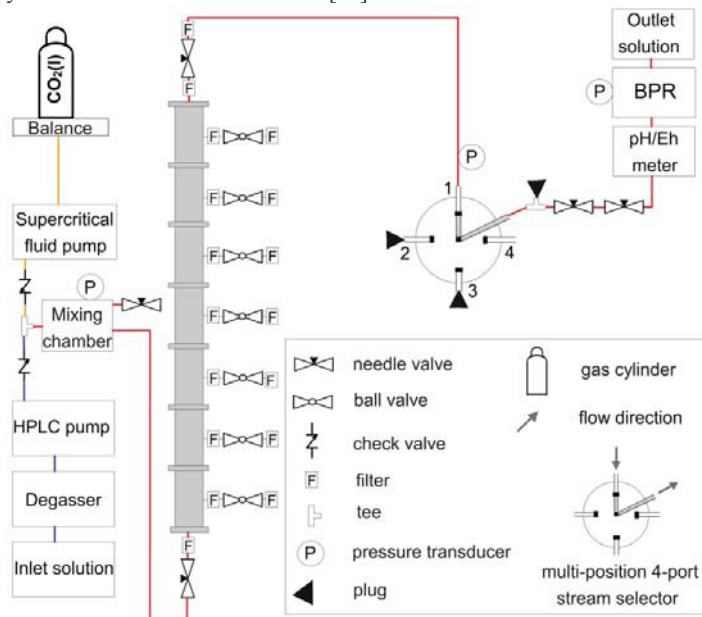 CO₂(l)
Balance
Supercritical
fluid pump
P
Mixing
chamber
HPLC pump
Degasser
Inlet solution
F
F
F F
F F
F F
F F
F F
F F
F F
F
P
1
2
3
4
Outlet
solution
P
BPR
pH/Eh
meter
needle valve
ball valve
check valve
F
filter
tee
P
pressure transducer
plug
gas cylinder
flow direction
multi-position 4-port
stream selector